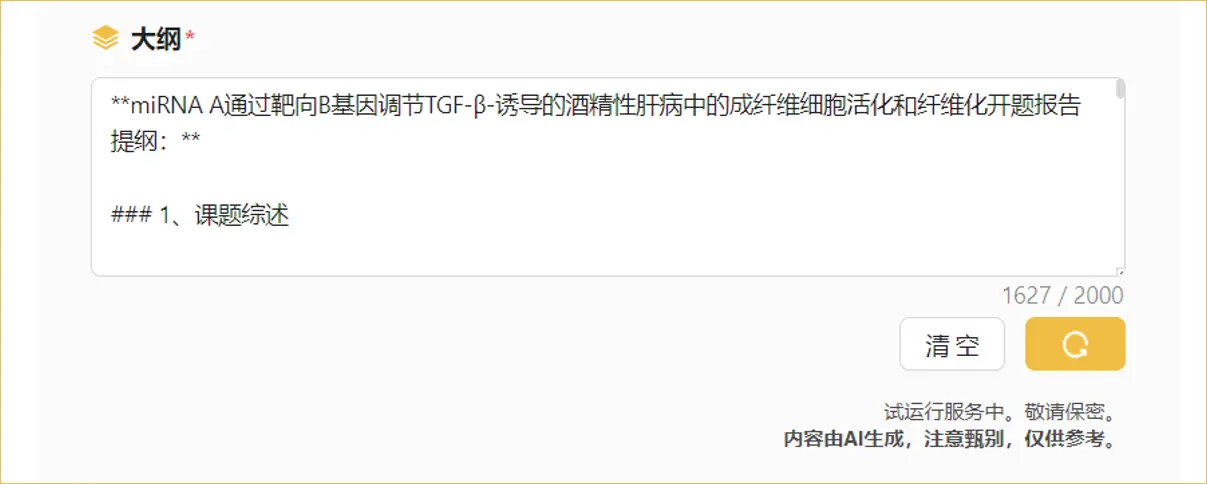 大纲*
**miRNA A通过靶向B基因调节TGF-β-诱导的酒精性肝病中的成纤维细胞活化和纤维化开题报告
提纲：**
### 1、课题综述
1627 / 2000
清 空
试运行服务中。敬请保密。
内容由AI生成，注意甄别，仅供参考。